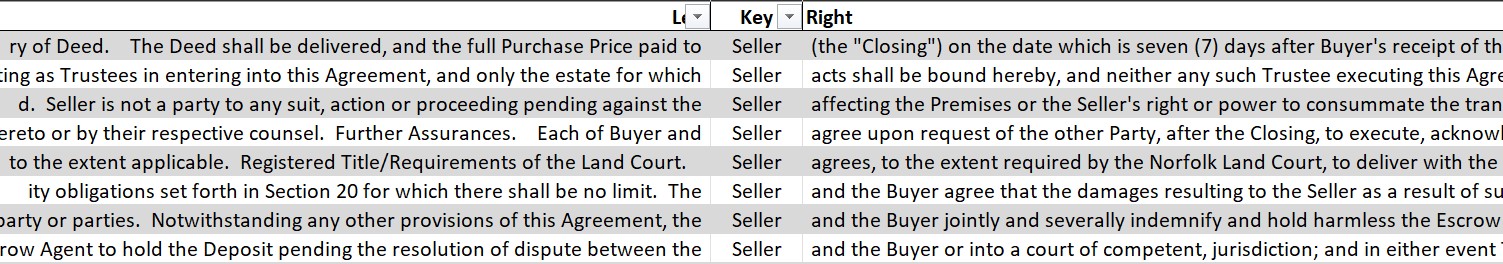 Le Key Right
ry of Deed. The Deed shall be delivered, and the full Purchase Price paid to Seller (the "Closing") on the date which is seven (7) days after Buyer's receipt of th
ting as Trustees in entering into this Agreement, and only the estate for which Seller acts shall be bound hereby, and neither any such Trustee executing this Agre
d. Seller is not a party to any suit, action or proceeding pending against the Seller affecting the Premises or the Seller's right or power to consummate the tran
ereto or by their respective counsel. Further Assurances. Each of Buyer and Seller agree upon request of the other Party, after the Closing, to execute, acknowl
to the extent applicable. Registered Title/Requirements of the Land Court. Seller agrees, to the extent required by the Norfolk Land Court, to deliver with the
ity obligations set forth in Section 20 for which there shall be no limit. The Seller and the Buyer agree that the damages resulting to the Seller as a result of su
party or parties. Notwithstanding any other provisions of this Agreement, the Seller and the Buyer jointly and severally indemnify and hold harmless the Escrow
row Agent to hold the Deposit pending the resolution of dispute between the Seller and the Buyer or into a court of competent, jurisdiction; and in either event